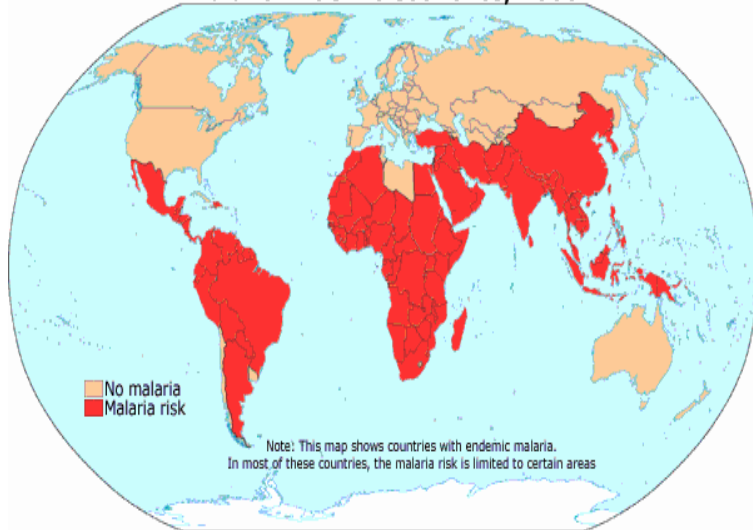 No malaria
Malaria risk
Note: This map shows countries with endemic malaria.
In most of these countries, the malaria risk is limited to certain areas